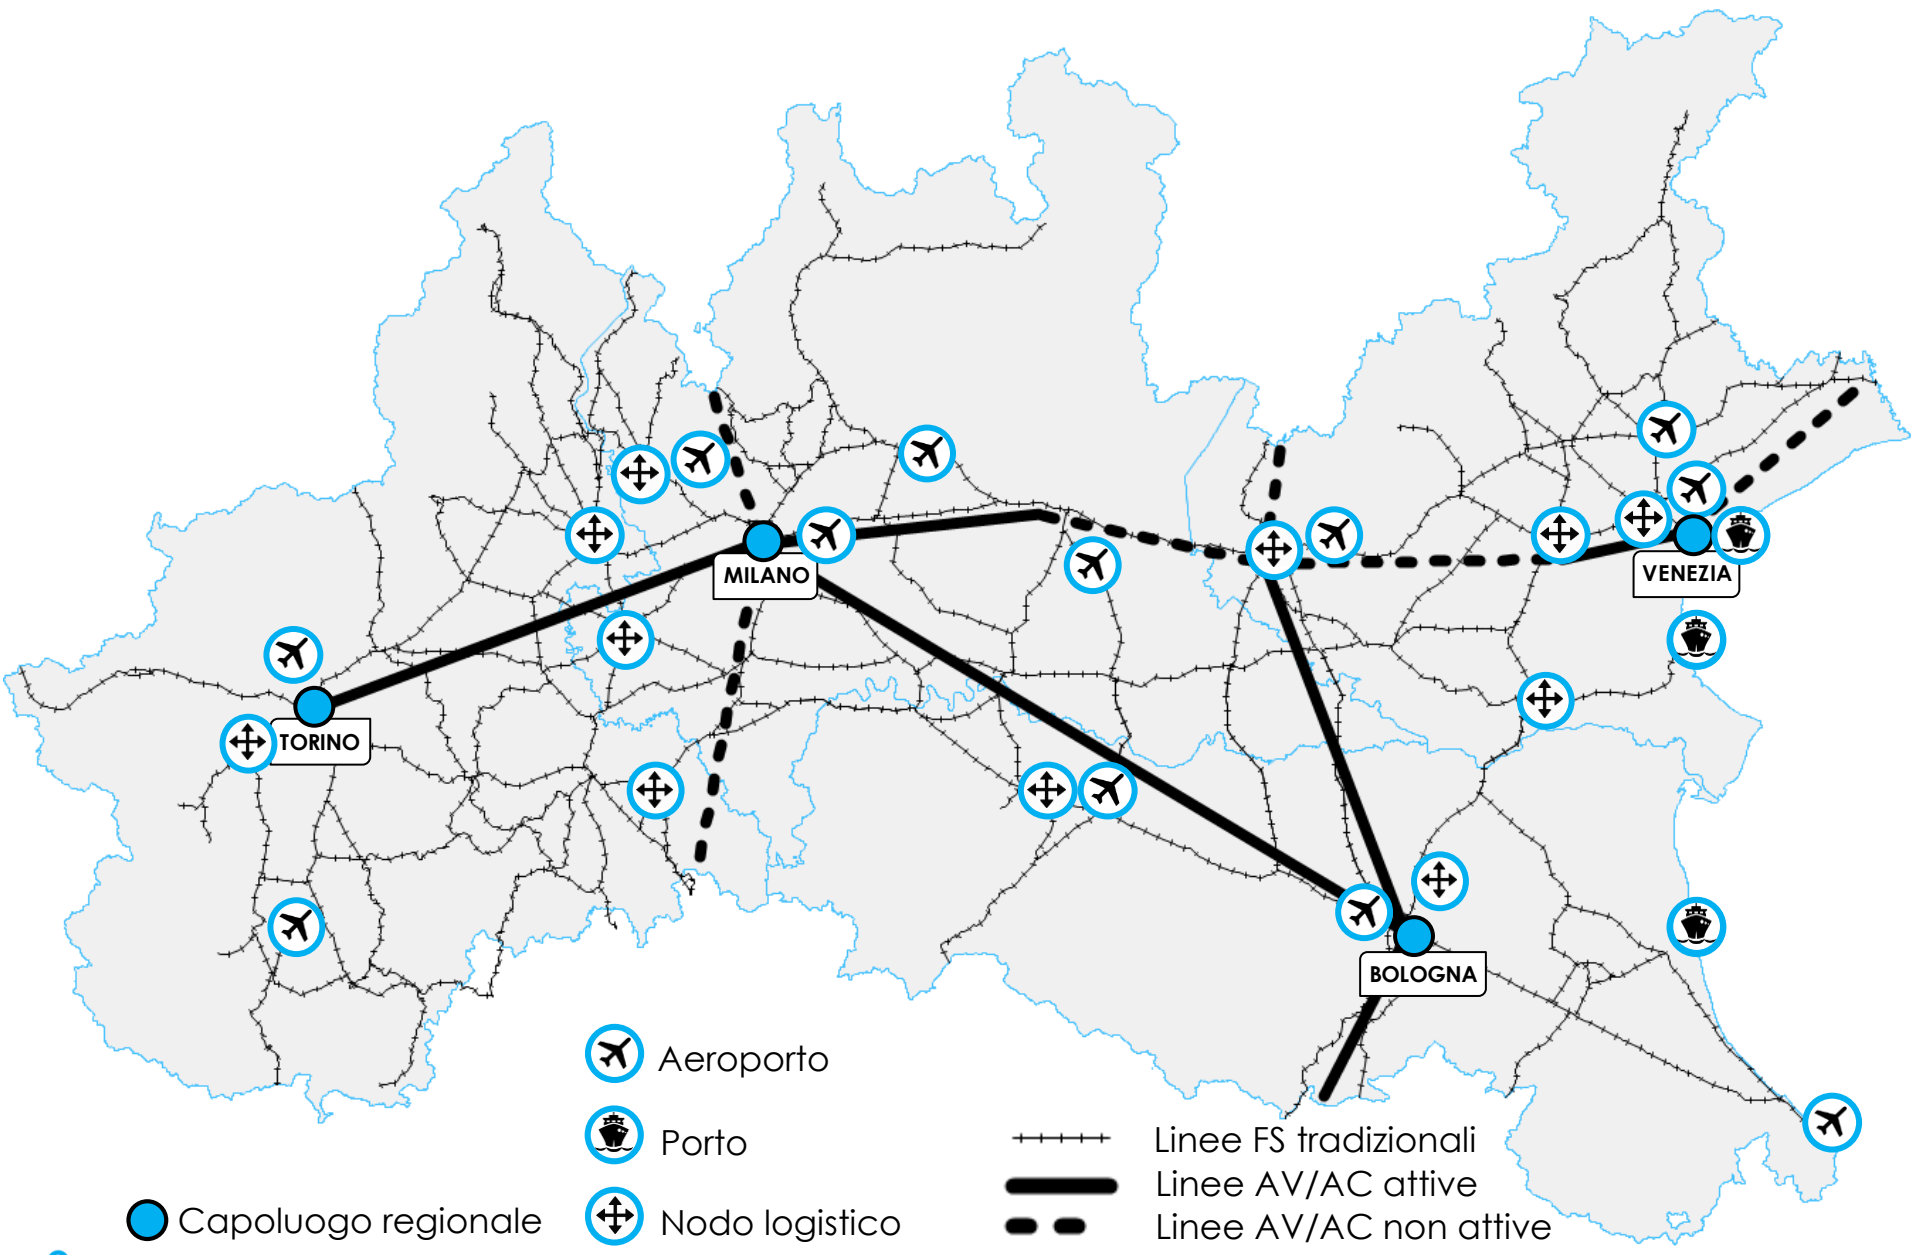 MILANO
VENEZIA
TORINO
BOLOGNA
Aeroporto
Porto
Nodo logistico
Capoluogo regionale
Linee FS tradizionali
Linee AV/AC attive
Linee AV/AC non attive